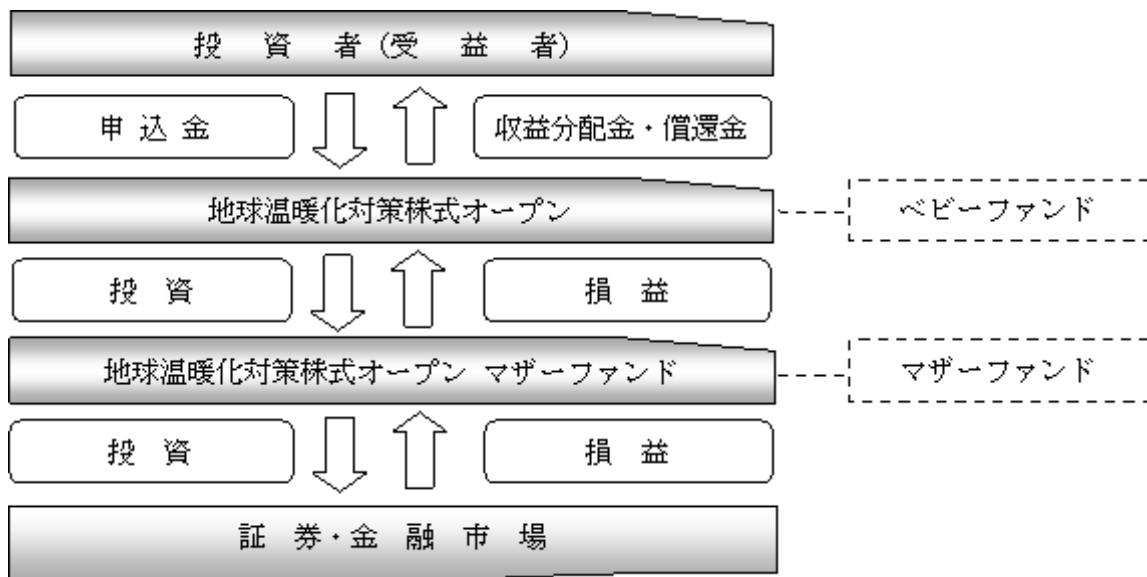 投資者(受益者)
申込金
収益分配金・償還金
地球温暖化対策株式オープン
ベビーファンド
投資
損益
地球温暖化対策株式オープン マザーファンド
マザーファンド
投資
損益
証券・金融市場